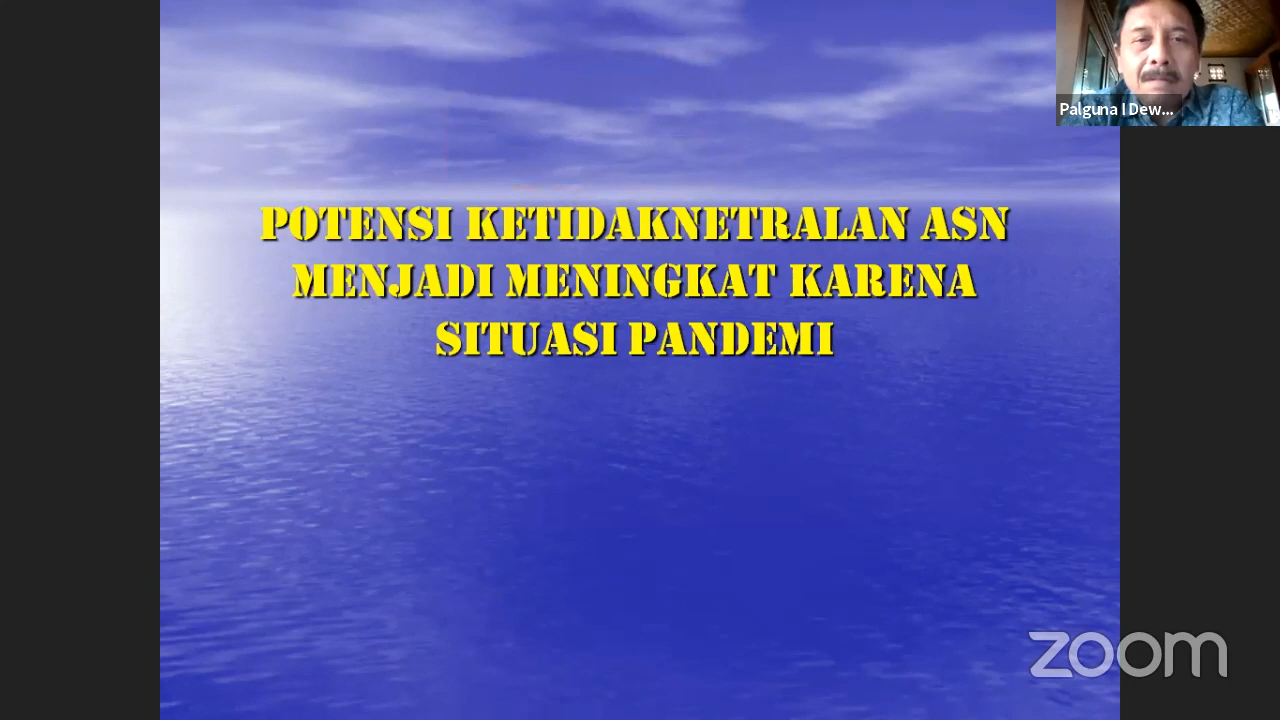 Palguna I Dew...
POTENSI KETIDAKNETRALAN ASN
MENJADI MENINGKAT KARENA
SITUASI PANDEMI
zoom